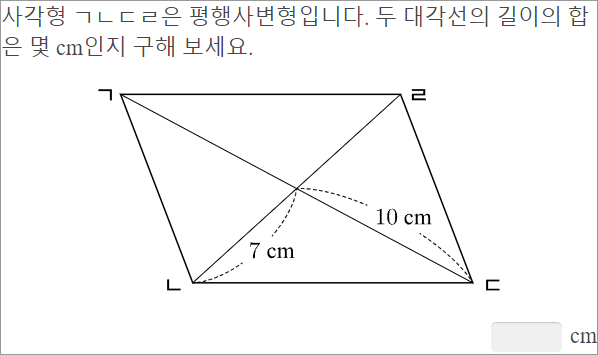 사각형 ㄱㄴㄷㄹ은 평행사변형입니다. 두 대각선의 길이의 합
은 몇 cm인지 구해 보세요.
ㄱ
ㄹ
10 cm
7 cm
ㄴ
ㄷ
cm